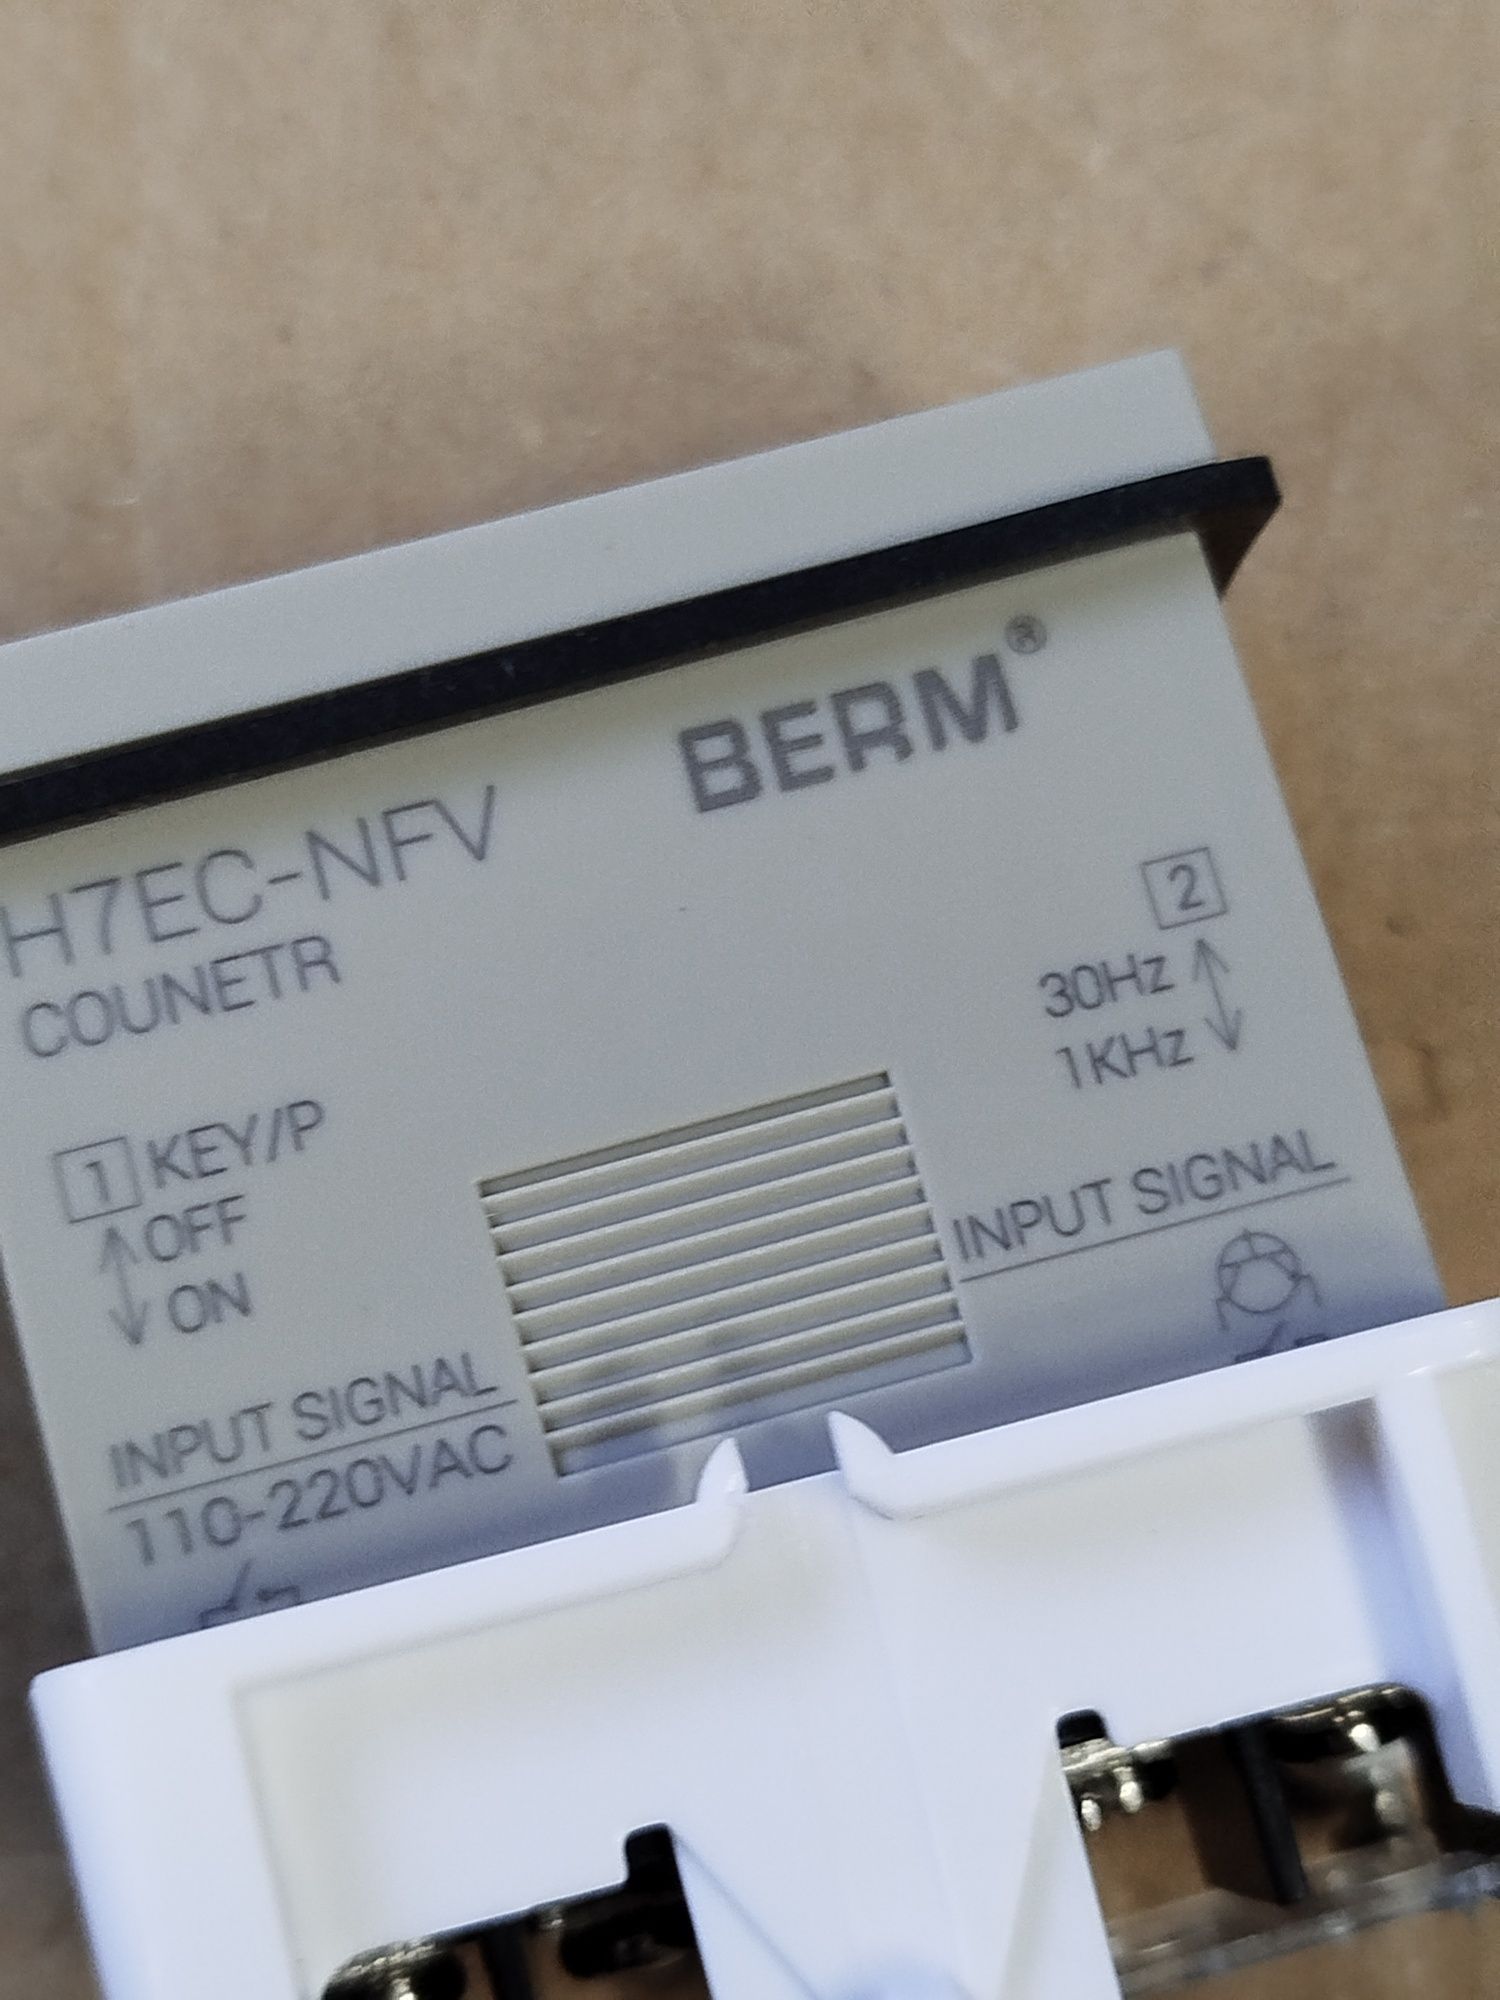 BERM®
H7EC-NFV
COUNETR
2
30Hz
1KHz
1 KEY/P
OFF
ON
INPUT SIGNAL
INPUT SIGNAL
110-220VAC